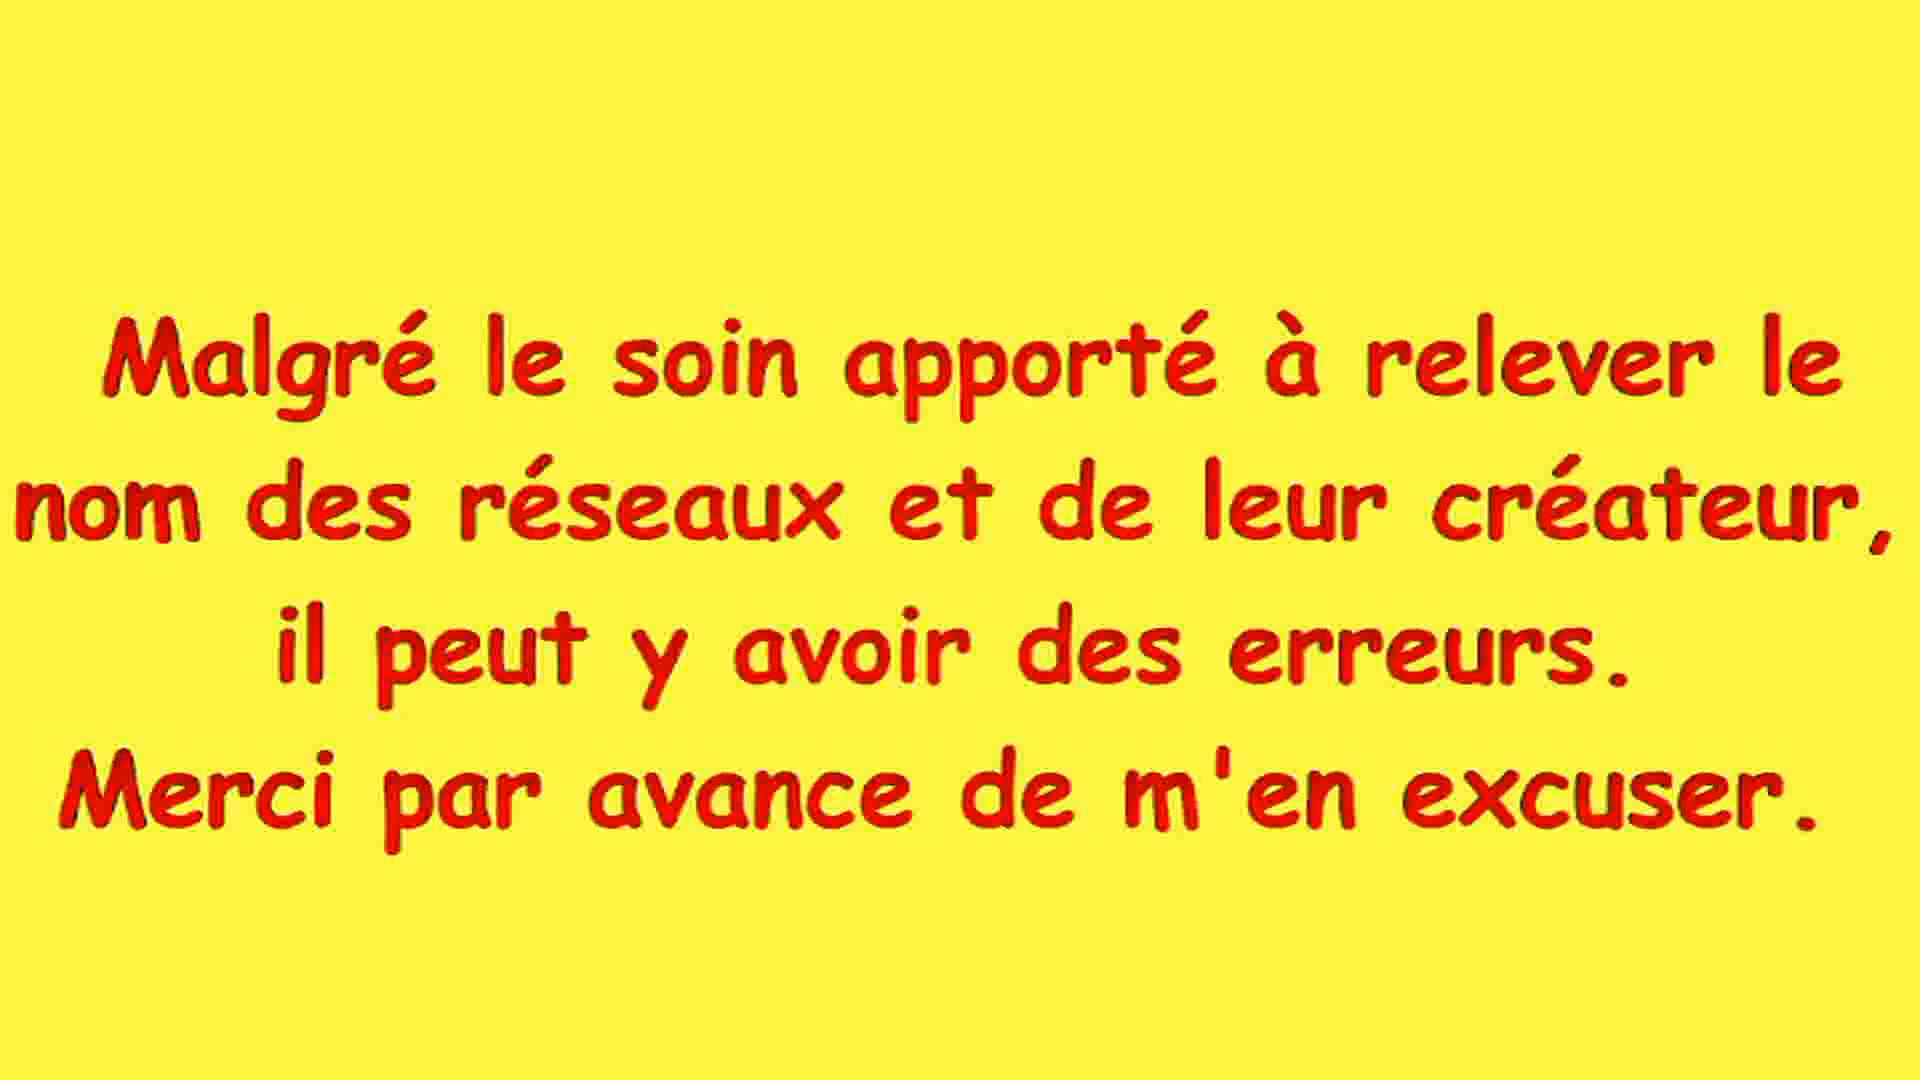 Malgré le soin apporté à relever le
nom des réseaux et de leur créateur,
il peut y avoir des erreurs.
Merci par avance de m'en excuser.